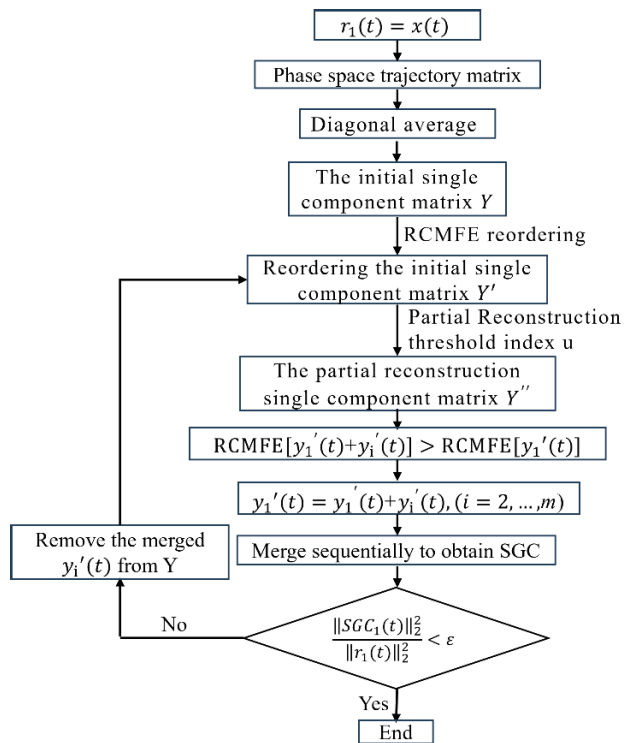 r₁(t) = x(t)
Phase space trajectory matrix
Diagonal average
The initial single
component matrix Y
RCMFE reordering
Reordering the initial single
component matrix Y′
Partial Reconstruction
threshold index u
The partial reconstruction
single component matrix Y″
RCMFE[y₁′(t)+yᵢ′(t)] > RCMFE[y₁′(t)]
y₁′(t) = y₁′(t)+yᵢ′(t), (i = 2, ...,m)
Remove the merged
yᵢ′(t) from Y
Merge sequentially to obtain SGC
No
‖SGC₁(t)‖₂²
‖r₁(t)‖₂² < ε
Yes
End